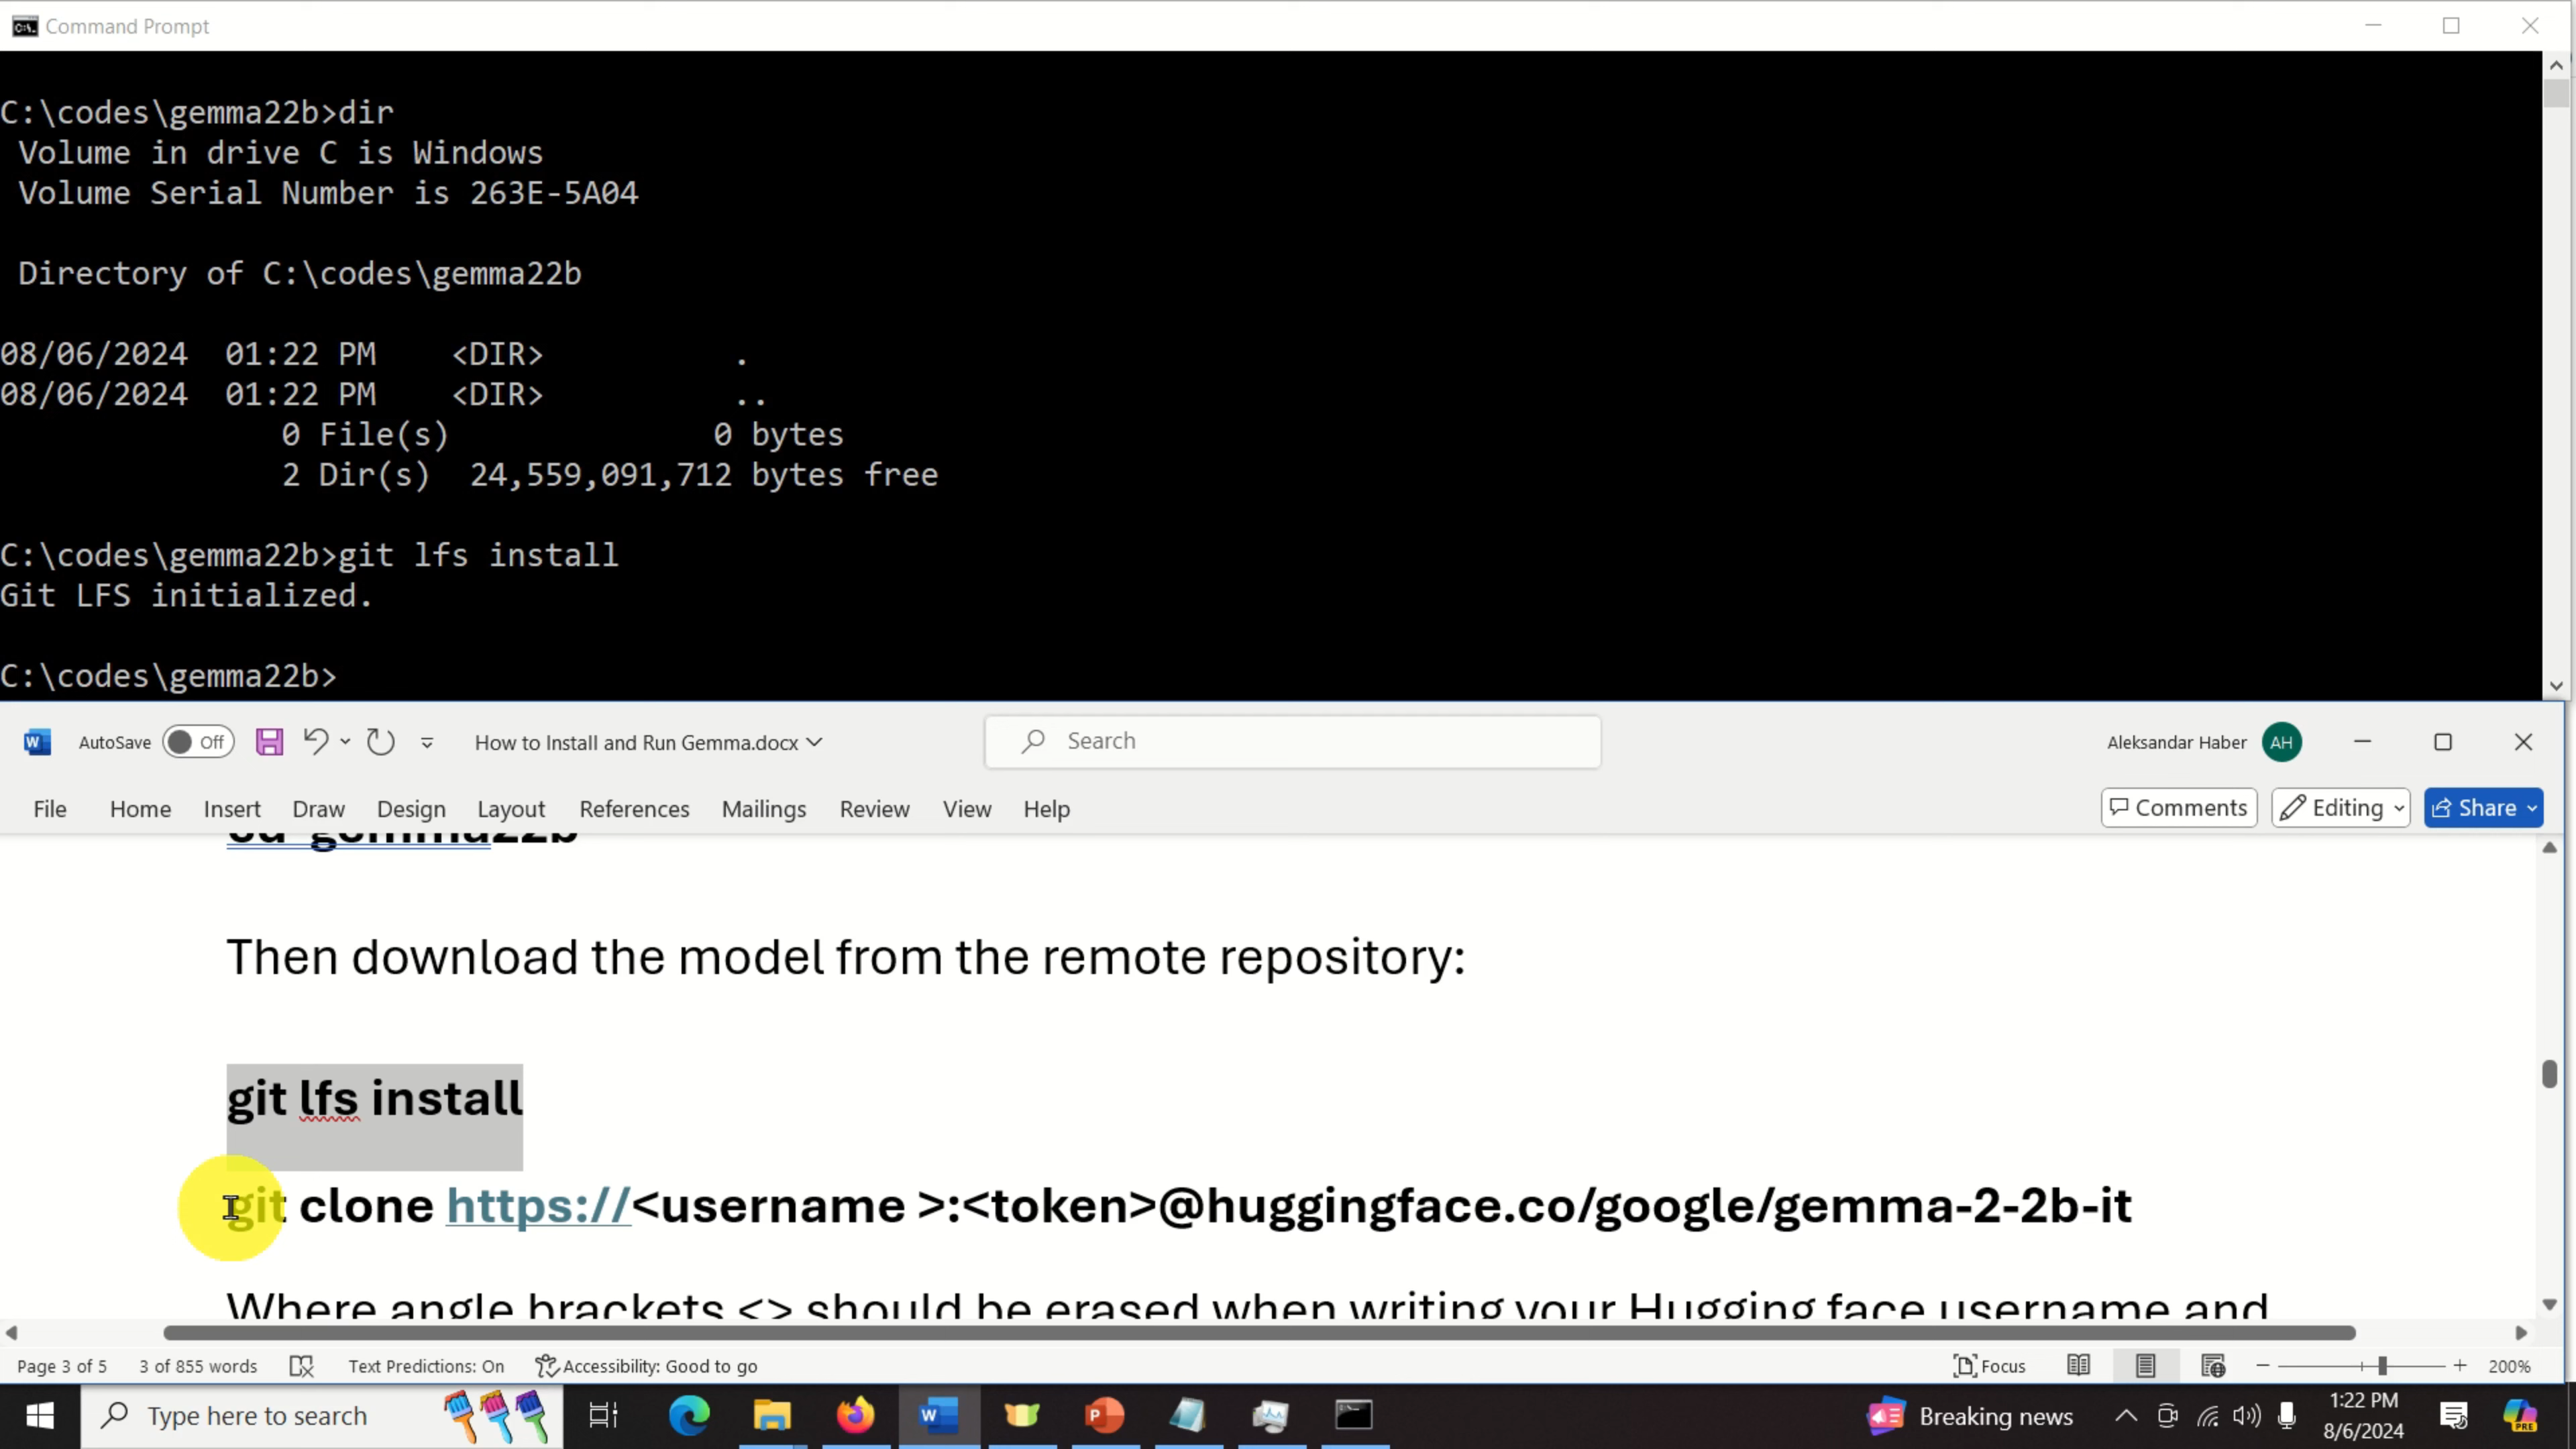 Command Prompt
C:\codes\gemma22b>dir
Volume in drive C is Windows
Volume Serial Number is 263E-5A04
Directory of C:\codes\gemma22b
08/06/2024 01:22 PM <DIR> .
08/06/2024 01:22 PM <DIR> ..
0 File(s) 0 bytes
2 Dir(s) 24,559,091,712 bytes free
C:\codes\gemma22b>git lfs install
Git LFS initialized.
C:\codes\gemma22b>
W AutoSave Off How to Install and Run Gemma.docx Search Aleksandar Haber AH
File Home Insert Draw Design Layout References Mailings Review View Help Comments Editing Share
cd gemma22b
Then download the model from the remote repository:
git lfs install
git clone https://<username >:<token>@huggingface.co/google/gemma-2-2b-it
Where angle brackets <> should be erased when writing your Hugging face username and
Page 3 of 5 3 of 855 words Text Predictions: On Accessibility: Good to go Focus 200%
Type here to search W P Breaking news 1:22 PM PRE
8/6/2024